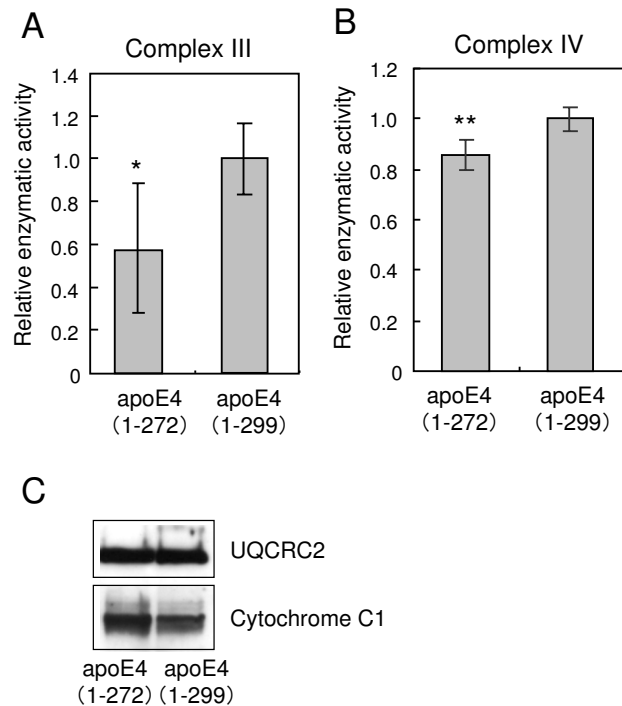 A
Complex III
Relative enzymatic activity
1.4
1.2
1.0
0.8
0.6
0.4
0.2
0
*
apoE4 apoE4
（1-272） （1-299）
B
Complex IV
Relative enzymatic activity
1.2
1.0
0.8
0.6
0.4
0.2
0
**
apoE4 apoE4
（1-272） （1-299）
C
UQCRC2
Cytochrome C1
apoE4 apoE4
（1-272） （1-299）